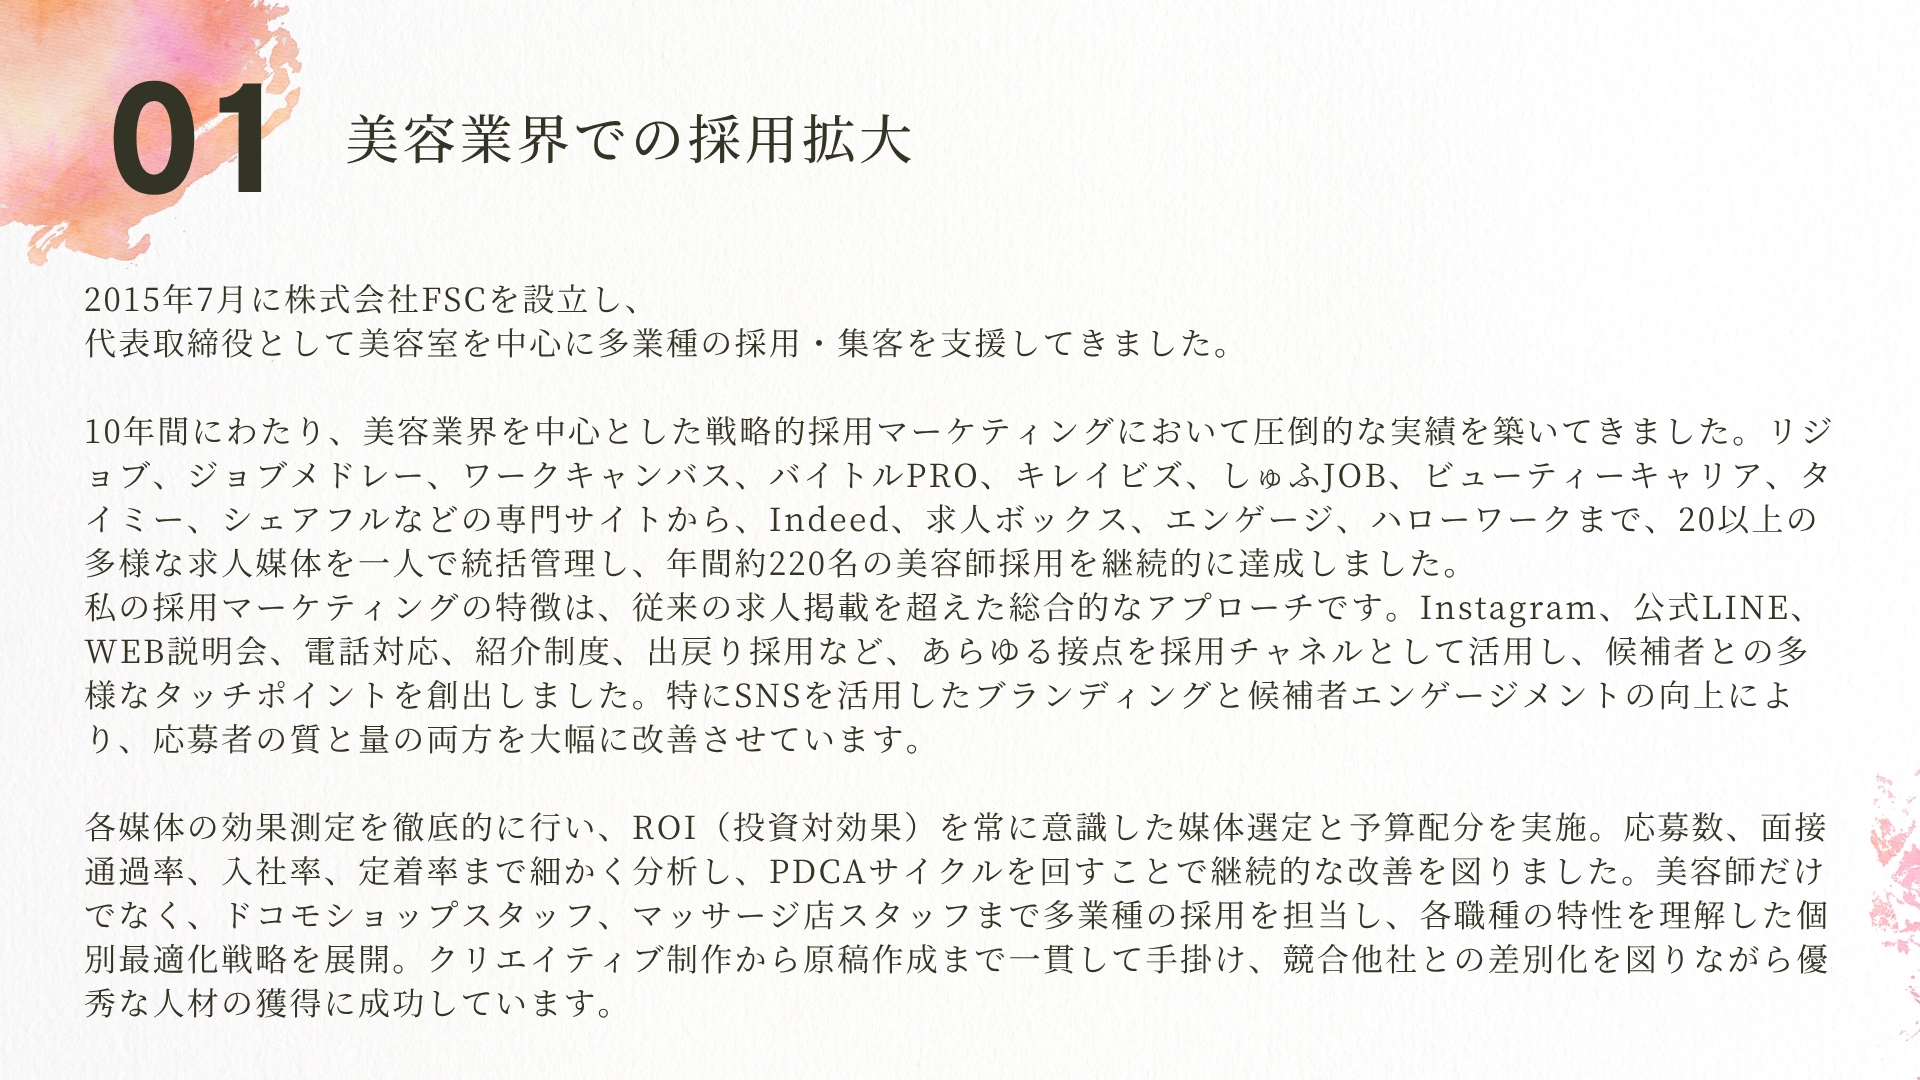 01
美容業界での採用拡大
2015年7月に株式会社FSCを設立し、
代表取締役として美容室を中心に多業種の採用・集客を支援してきました。
10年間にわたり、美容業界を中心とした戦略的採用マーケティングにおいて圧倒的な実績を築いてきました。リジ
ョブ、ジョブメドレー、ワークキャンバス、バイトルPRO、キレイビズ、しゅふJOB、ビューティーキャリア、タ
イミー、シェアフルなどの専門サイトから、Indeed、求人ボックス、エンゲージ、ハローワークまで、20以上の
多様な求人媒体を一人で統括管理し、年間約220名の美容師採用を継続的に達成しました。
私の採用マーケティングの特徴は、従来の求人掲載を超えた総合的なアプローチです。Instagram、公式LINE、
WEB説明会、電話対応、紹介制度、出戻り採用など、あらゆる接点を採用チャネルとして活用し、候補者との多
様なタッチポイントを創出しました。特にSNSを活用したブランディングと候補者エンゲージメントの向上によ
り、応募者の質と量の両方を大幅に改善させています。
各媒体の効果測定を徹底的に行い、ROI（投資対効果）を常に意識した媒体選定と予算配分を実施。応募数、面接
通過率、入社率、定着率まで細かく分析し、PDCAサイクルを回すことで継続的な改善を図りました。美容師だけ
でなく、ドコモショップスタッフ、マッサージ店スタッフまで多業種の採用を担当し、各職種の特性を理解した個
別最適化戦略を展開。クリエイティブ制作から原稿作成まで一貫して手掛け、競合他社との差別化を図りながら優
秀な人材の獲得に成功しています。